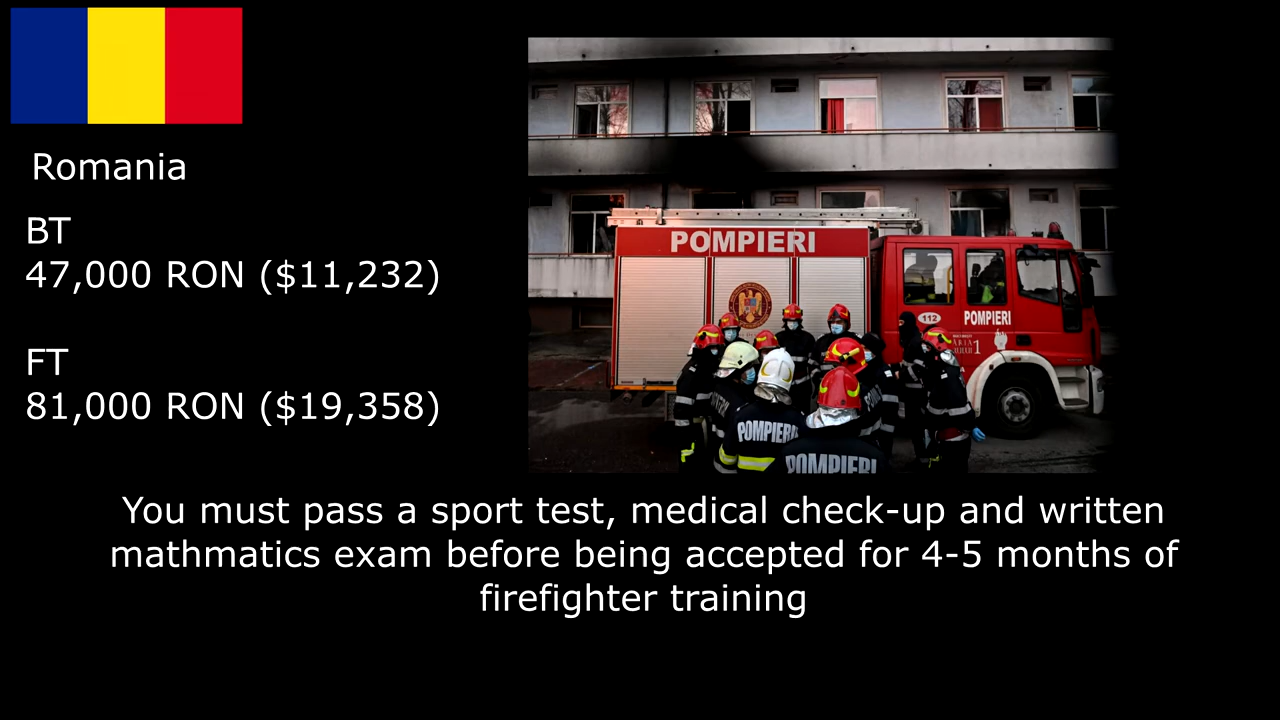 Romania
BT
47,000 RON ($11,232)
FT
81,000 RON ($19,358)
POMPIERI
112
POMPIERI
1
POMPIERI
POMPIERI
You must pass a sport test, medical check-up and written
mathmatics exam before being accepted for 4-5 months of
firefighter training